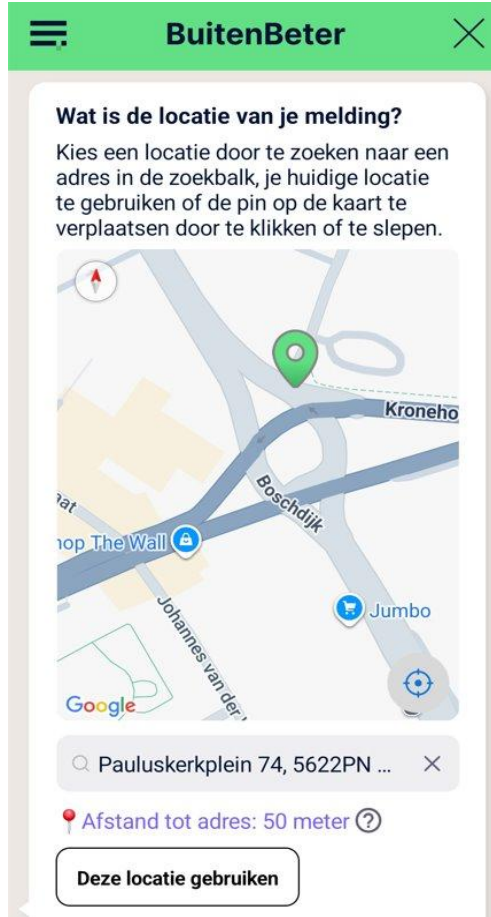 BuitenBeter
Wat is de locatie van je melding?
Kies een locatie door te zoeken naar een
adres in de zoekbalk, je huidige locatie
te gebruiken of de pin op de kaart te
verplaatsen door te klikken of te slepen.
Kroneho
Boschdijk
aat
hop The Wall
Jumbo
Johannes van der
Google
Pauluskerkplein 74, 5622PN ...
Afstand tot adres: 50 meter ?
Deze locatie gebruiken